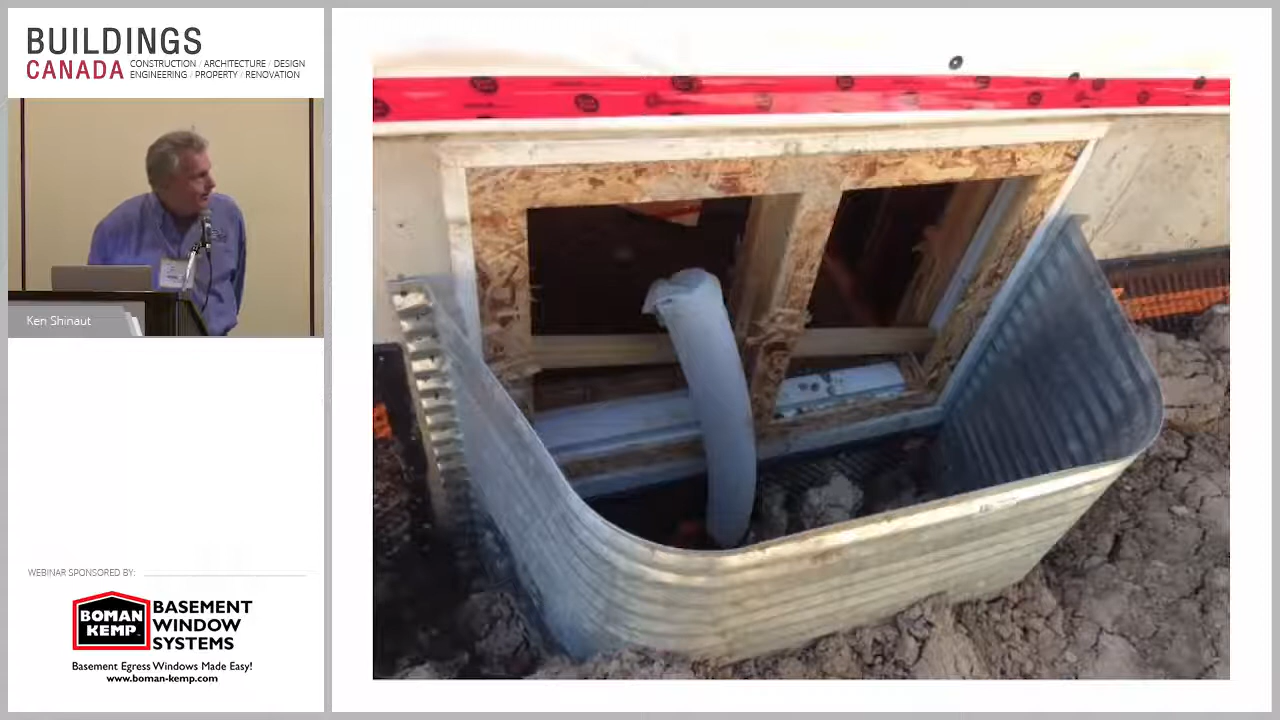 BUILDINGS
CANADA
CONSTRUCTION / ARCHITECTURE / DESIGN
ENGINEERING / PROPERTY / RENOVATION
Ken Shinaut
WEBINAR SPONSORED BY:
BOMAN
KEMP
BASEMENT
WINDOW
SYSTEMS
Basement Egress Windows Made Easy!
www.boman-kemp.com